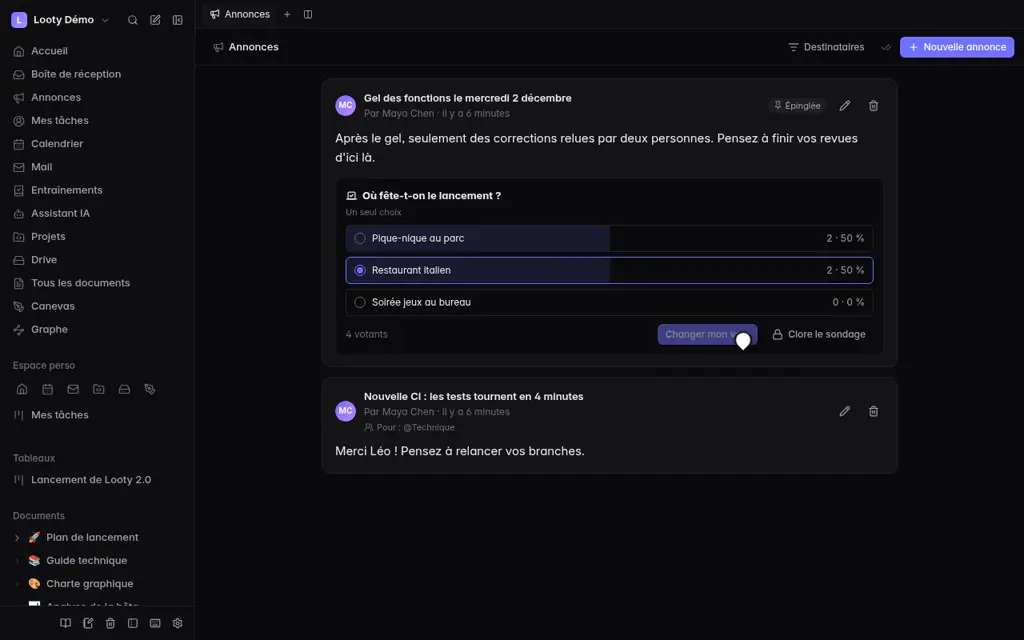 L Looty Démo
Accueil
Boîte de réception
Annonces
Mes tâches
Calendrier
Mail
Entraînements
Assistant IA
Projets
Drive
Tous les documents
Canevas
Graphe
Espace perso
Mes tâches
Tableaux
Lancement de Looty 2.0
Documents
🚀 Plan de lancement
📚 Guide technique
🎨 Charte graphique
Annonces
Annonces
Destinataires
+ Nouvelle annonce
MC
Gel des fonctions le mercredi 2 décembre
Par Maya Chen · il y a 6 minutes
Épinglée
Après le gel, seulement des corrections relues par deux personnes. Pensez à finir vos revues
d'ici là.
Où fête-t-on le lancement ?
Un seul choix
Pique-nique au parc 2 · 50 %
Restaurant italien 2 · 50 %
Soirée jeux au bureau 0 · 0 %
4 votants
Changer mon
Clore le sondage
MC
Nouvelle CI : les tests tournent en 4 minutes
Par Maya Chen · il y a 6 minutes
Pour : @Technique
Merci Léo ! Pensez à relancer vos branches.